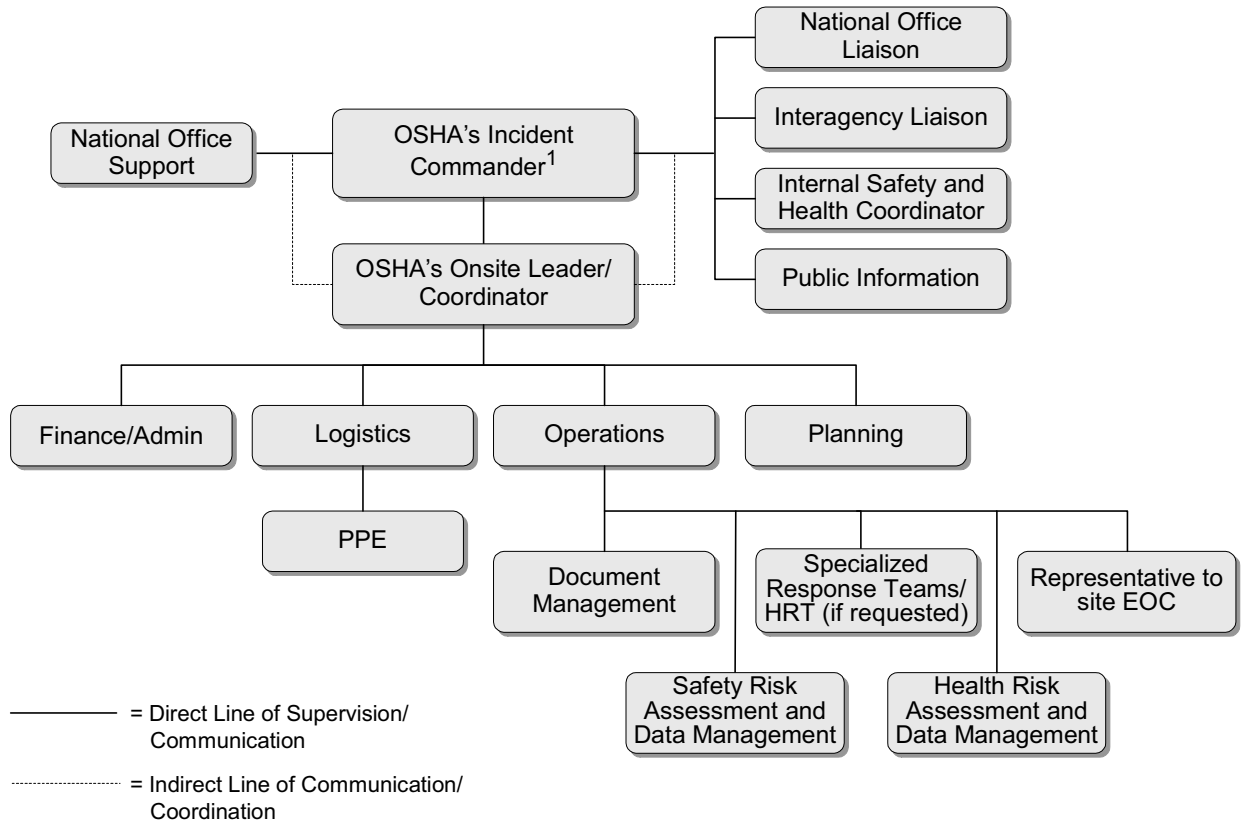 National Office
Liaison
Interagency Liaison
Internal Safety and
Health Coordinator
Public Information
National Office
Support
OSHA's Incident
Commander1
OSHA's Onsite Leader/
Coordinator
Finance/Admin
Logistics
Operations
Planning
PPE
Document
Management
Specialized
Response Teams/
HRT (if requested)
Representative to
site EOC
Safety Risk
Assessment and
Data Management
Health Risk
Assessment and
Data Management
= Direct Line of Supervision/
Communication
= Indirect Line of Communication/
Coordination